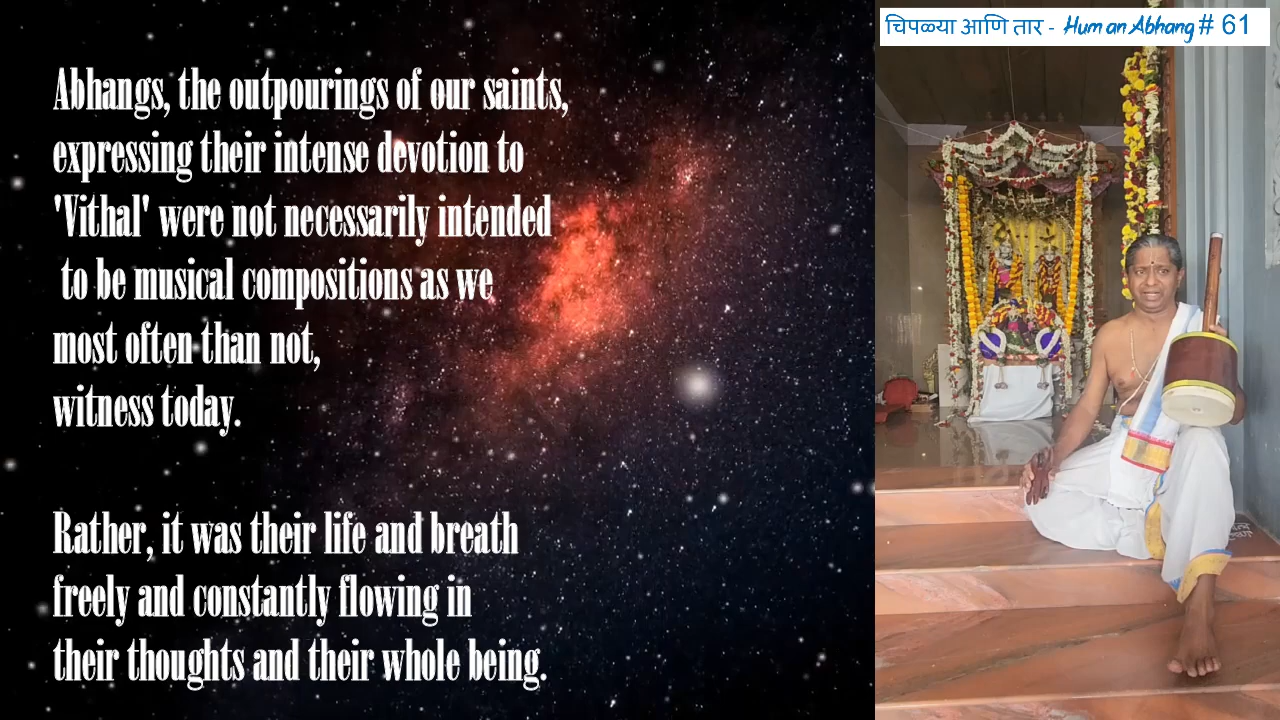 चिपळ्या आणि तार - Hum an Abhang # 61
Abhangs, the outpourings of our saints,
expressing their intense devotion to
'Vithal' were not necessarily intended
to be musical compositions as we
most often than not,
witness today.
Rather, it was their life and breath
freely and constantly flowing in
their thoughts and their whole being.